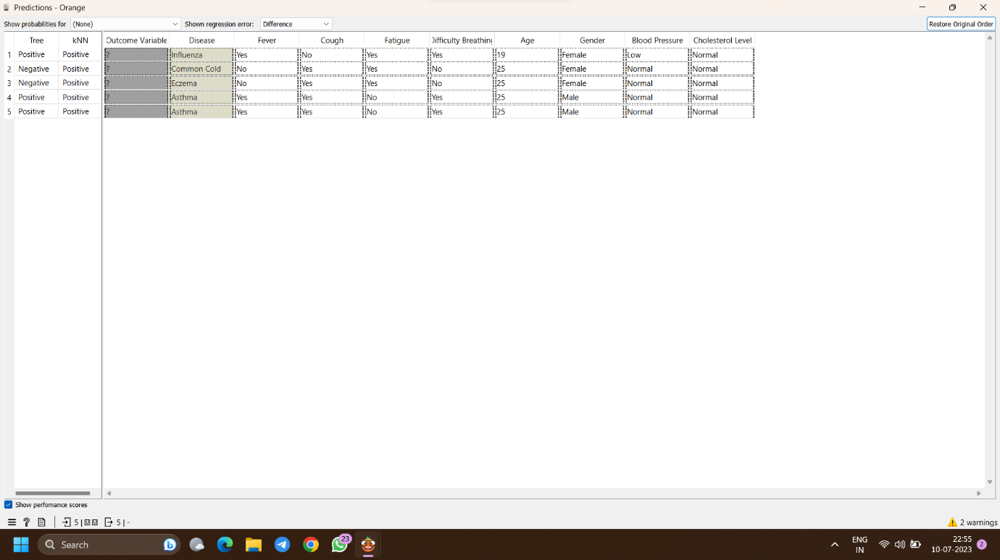 Predictions - Orange
Show probabilities for (None) Shown regression error: Difference Restore Original Order
Tree kNN Outcome Variable Disease Fever Cough Fatigue Difficulty Breathing Age Gender Blood Pressure Cholesterol Level
1 Positive Positive ? Influenza Yes No Yes Yes 19 Female Low Normal
2 Negative Positive ? Common Cold No Yes Yes No 25 Female Normal Normal
3 Negative Positive ? Eczema No Yes Yes No 25 Female Normal Normal
4 Positive Positive ? Asthma Yes Yes No Yes 25 Male Normal Normal
5 Positive Positive ? Asthma Yes Yes No Yes 25 Male Normal Normal
Show perfomance scores
? 5 | 5 | - 2 warnings
Search 23 ENG 22:55
IN 10-07-2023 2